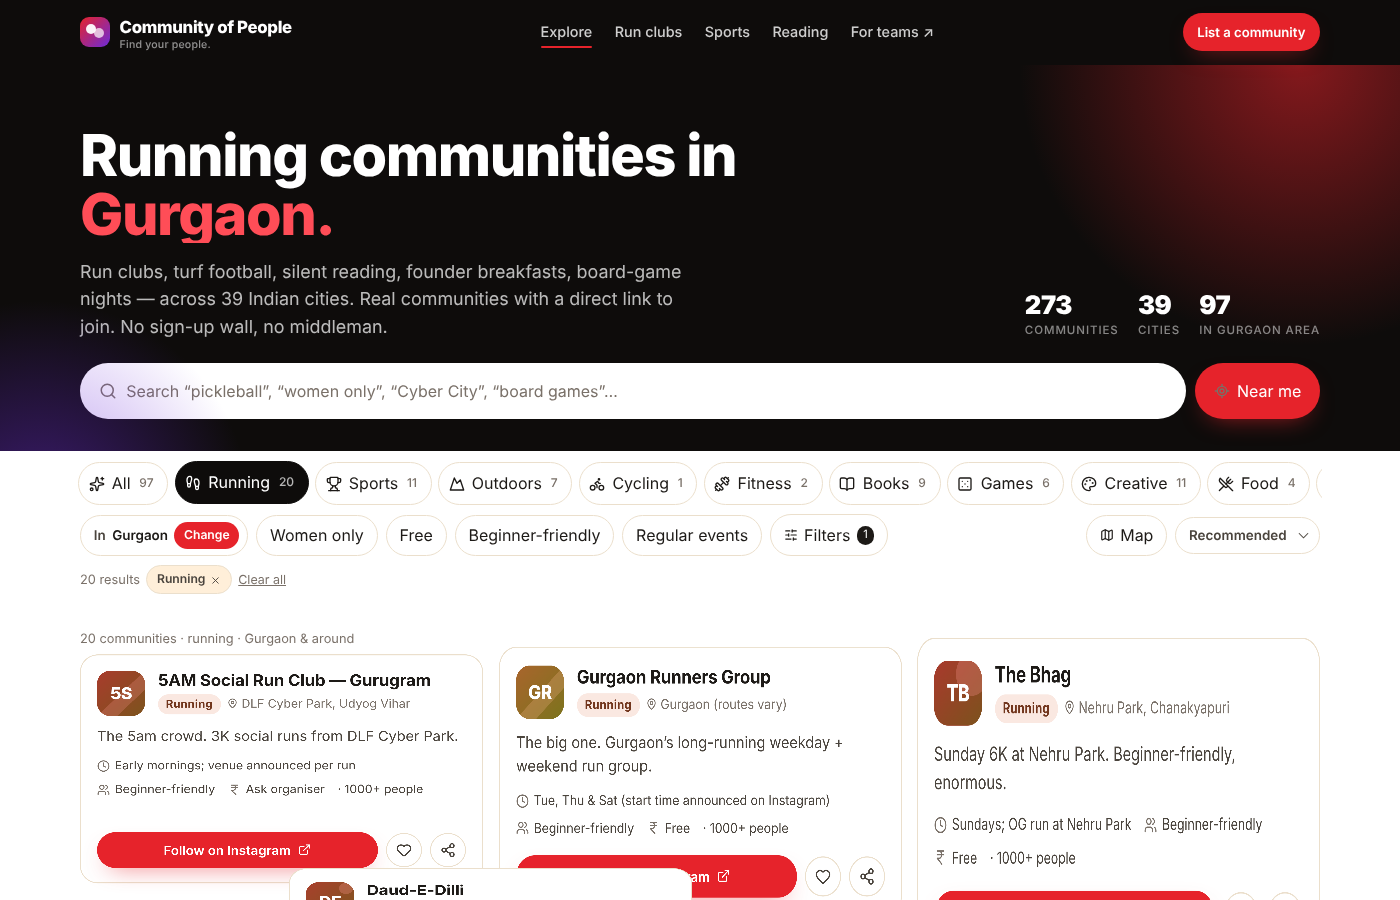 Community of People
Find your people.
Explore
Run clubs
Sports
Reading
For teams ↗
List a community
Running communities in
Gurgaon.
Run clubs, turf football, silent reading, founder breakfasts, board-game
nights — across 39 Indian cities. Real communities with a direct link to
join. No sign-up wall, no middleman.
273
COMMUNITIES
39
CITIES
97
IN GURGAON AREA
Search “pickleball”, “women only”, “Cyber City”, “board games”…
Near me
All 97
Running 20
Sports 11
Outdoors 7
Cycling 1
Fitness 2
Books 9
Games 6
Creative 11
Food 4
In Gurgaon Change
Women only
Free
Beginner-friendly
Regular events
Filters 1
Map
Recommended
20 results
Running ×
Clear all
20 communities · running · Gurgaon & around
5S
5AM Social Run Club — Gurugram
Running
DLF Cyber Park, Udyog Vihar
The 5am crowd. 3K social runs from DLF Cyber Park.
Early mornings; venue announced per run
Beginner-friendly
₹ Ask organiser
· 1000+ people
Follow on Instagram
GR
Gurgaon Runners Group
Running
Gurgaon (routes vary)
The big one. Gurgaon’s long-running weekday +
weekend run group.
Tue, Thu & Sat (start time announced on Instagram)
Beginner-friendly
₹ Free
· 1000+ people
TB
The Bhag
Running
Nehru Park, Chanakyapuri
Sunday 6K at Nehru Park. Beginner-friendly,
enormous.
Sundays; OG run at Nehru Park
Beginner-friendly
₹ Free
· 1000+ people
Daud-E-Dilli